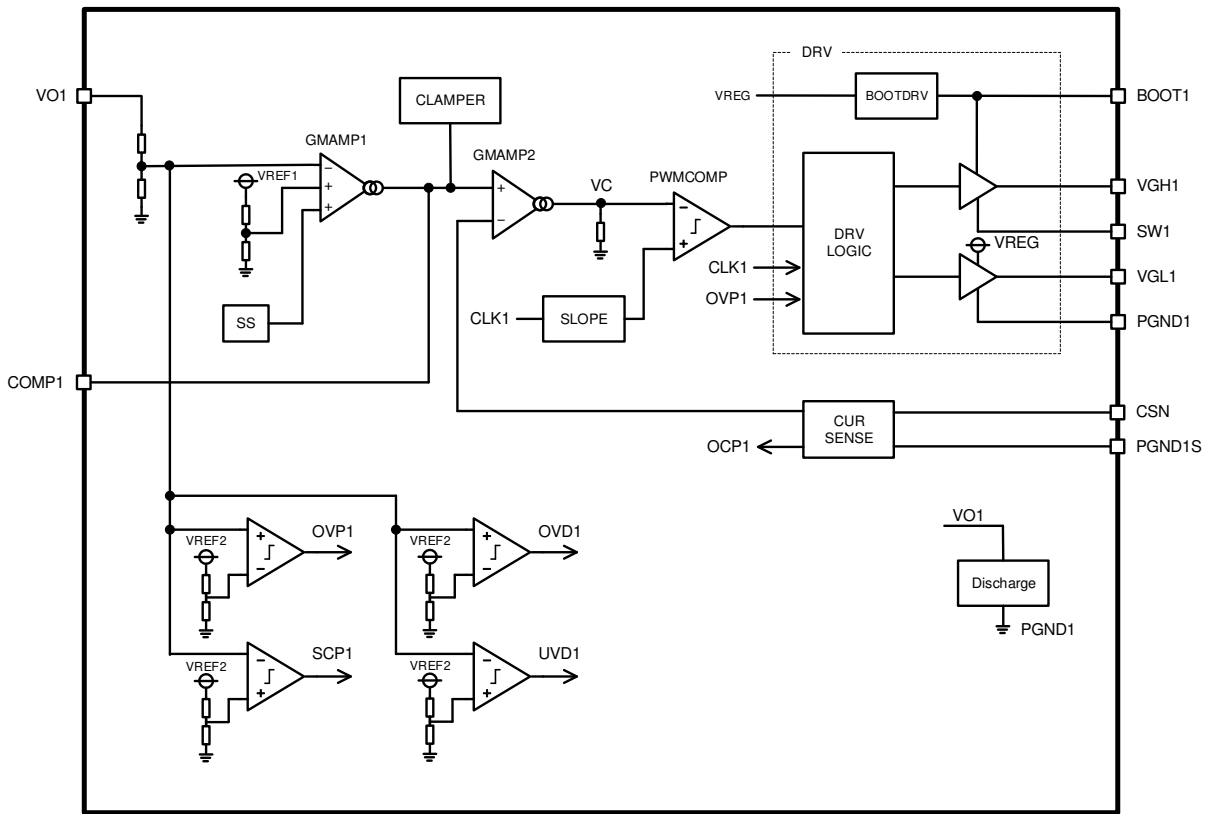 DRV
VO1
CLAMPER
VREG
BOOTDRV
BOOT1
GMAMP1
GMAMP2
VREF1
−
+
+
+
−
VC
PWMCOMP
−
+
DRV
LOGIC
VGH1
SW1
VREG
VGL1
CLK1
OVP1
SS
CLK1
SLOPE
PGND1
COMP1
CUR
SENSE
CSN
OCP1
PGND1S
VREF2
+
−
OVP1
VREF2
+
−
OVD1
VO1
Discharge
PGND1
VREF2
−
+
SCP1
VREF2
−
+
UVD1